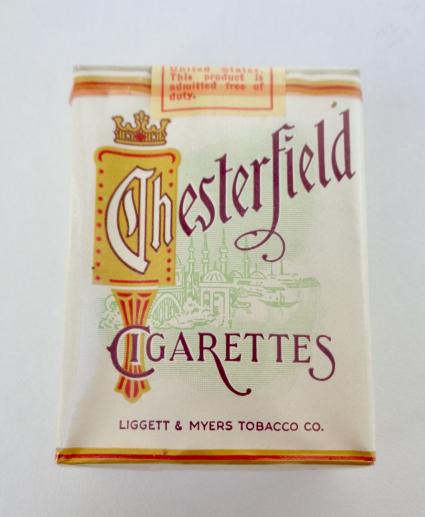 United States.
This product is
admitted free of
duty.
Chesterfield
CIGARETTES
LIGGETT & MYERS TOBACCO CO.